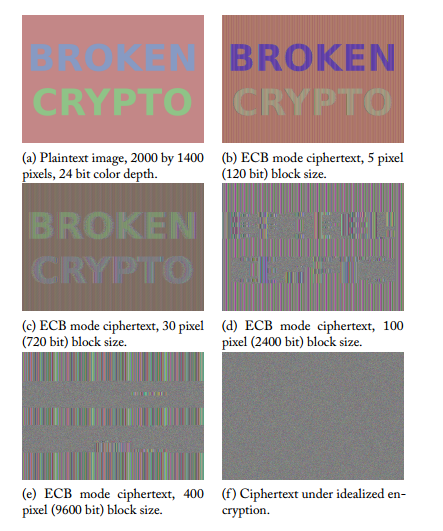 BROKEN
CRYPTO
BROKEN
CRYPTO
(a) Plaintext image, 2000 by 1400
pixels, 24 bit color depth.
(b) ECB mode ciphertext, 5 pixel
(120 bit) block size.
BROKEN
CRYPTO
(c) ECB mode ciphertext, 30 pixel
(720 bit) block size.
(d) ECB mode ciphertext, 100
pixel (2400 bit) block size.
(e) ECB mode ciphertext, 400
pixel (9600 bit) block size.
(f) Ciphertext under idealized en-
cryption.